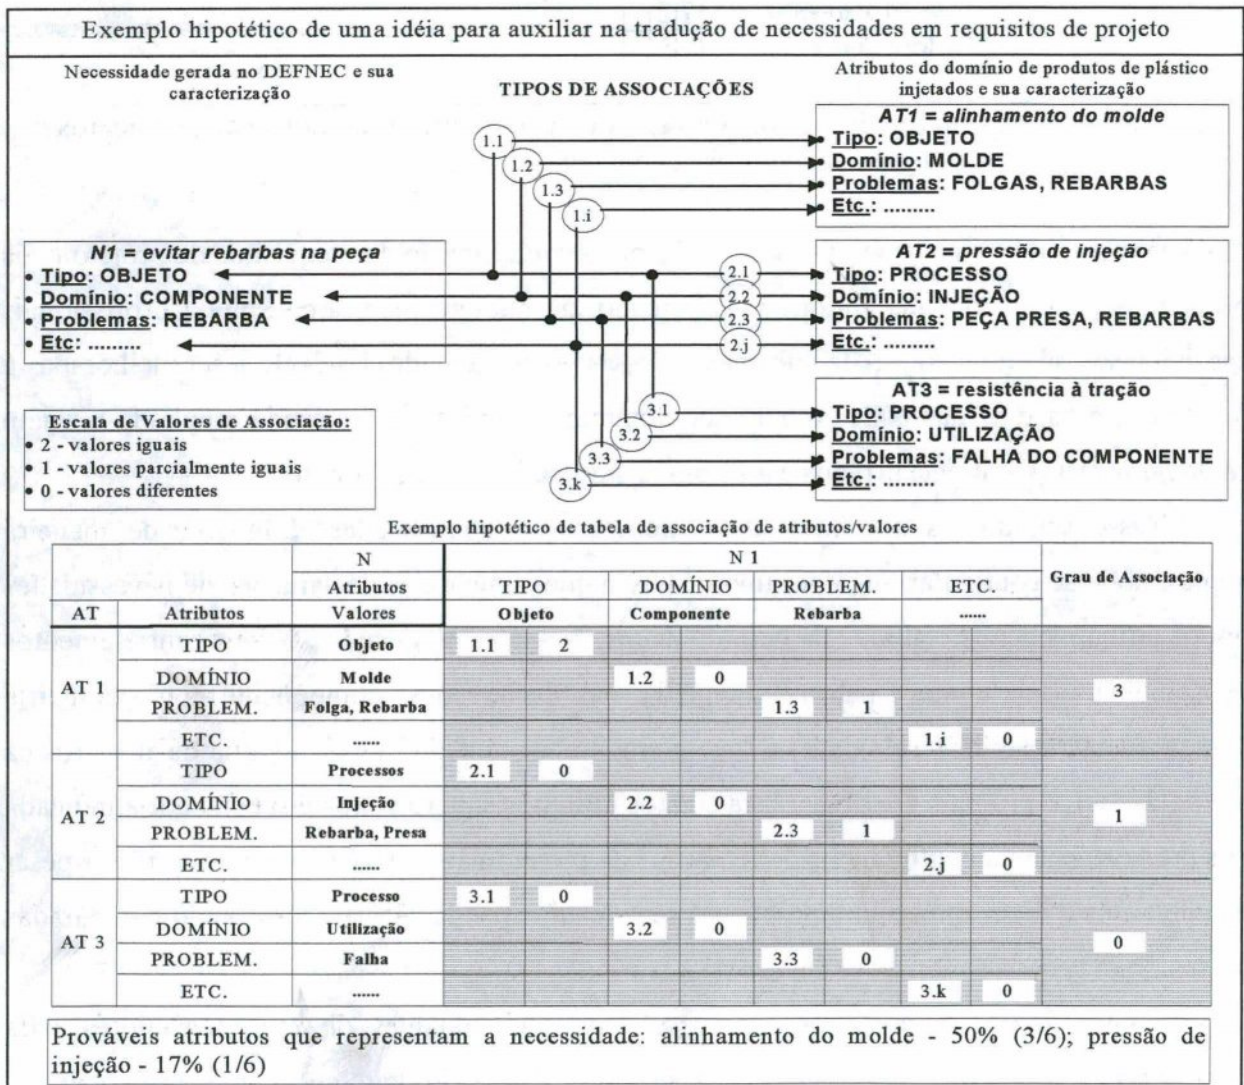 Exemplo hipotético de uma idéia para auxiliar na tradução de necessidades em requisitos de projeto
Necessidade gerada no DEFNEC e sua
caracterização
TIPOS DE ASSOCIAÇÕES
Atributos do domínio de produtos de plástico
injetados e sua caracterização
AT1 = alinhamento do molde
• Tipo: OBJETO
• Domínio: MOLDE
• Problemas: FOLGAS, REBARBAS
• Etc.: .........
1.1
1.2
1.3
1.i
N1 = evitar rebarbas na peça
• Tipo: OBJETO
• Domínio: COMPONENTE
• Problemas: REBARBA
• Etc: .........
2.1
2.2
2.3
2.j
AT2 = pressão de injeção
• Tipo: PROCESSO
• Domínio: INJEÇÃO
• Problemas: PEÇA PRESA, REBARBAS
• Etc.: .........
3.1
3.2
3.3
3.k
AT3 = resistência à tração
• Tipo: PROCESSO
• Domínio: UTILIZAÇÃO
• Problemas: FALHA DO COMPONENTE
• Etc.: .........
Escala de Valores de Associação:
• 2 - valores iguais
• 1 - valores parcialmente iguais
• 0 - valores diferentes
Exemplo hipotético de tabela de associação de atributos/valores
N N 1 Grau de Associação
Atributos TIPO DOMÍNIO PROBLEM. ETC.
AT Atributos Valores Objeto Componente Rebarba ......
AT 1 TIPO Objeto 1.1 2 3
DOMÍNIO Molde 1.2 0
PROBLEM. Folga, Rebarba 1.3 1
ETC. ...... 1.i 0
AT 2 TIPO Processos 2.1 0 1
DOMÍNIO Injeção 2.2 0
PROBLEM. Rebarba, Presa 2.3 1
ETC. ...... 2.j 0
AT 3 TIPO Processo 3.1 0 0
DOMÍNIO Utilização 3.2 0
PROBLEM. Falha 3.3 0
ETC. ...... 3.k 0
Prováveis atributos que representam a necessidade: alinhamento do molde - 50% (3/6); pressão de
injeção - 17% (1/6)